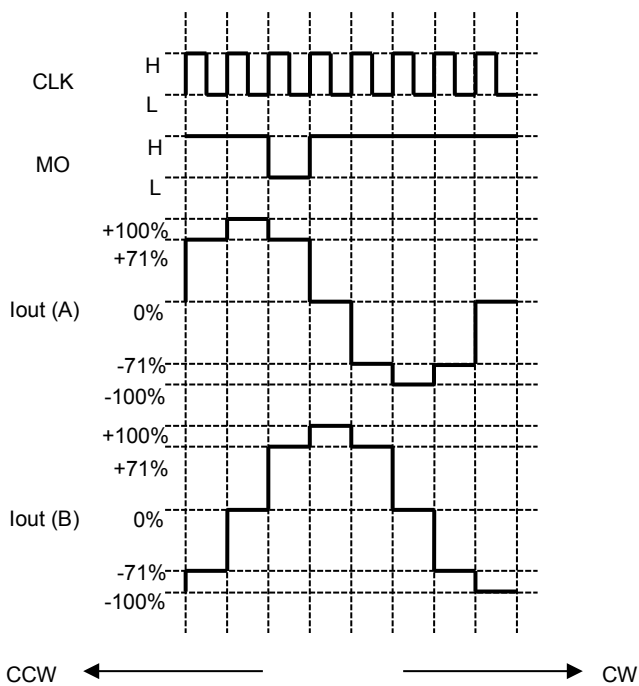 CLK
H
L
MO
H
L
Iout (A)
+100%
+71%
0%
-71%
-100%
Iout (B)
+100%
+71%
0%
-71%
-100%
CCW
CW